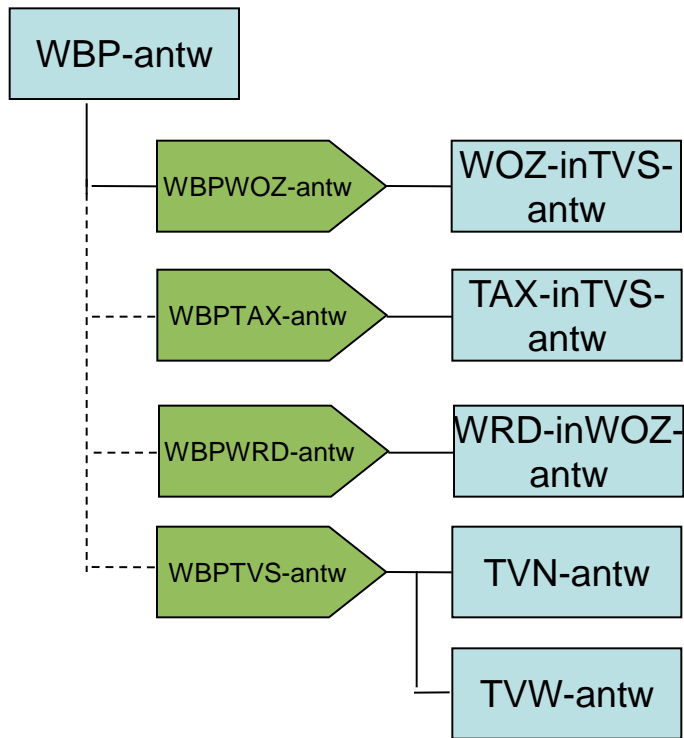 WBP-antw
WBPWOZ-antw
WOZ-inTVS-
antw
WBPTAX-antw
TAX-inTVS-
antw
WBPWRD-antw
WRD-inWOZ-
antw
WBPTVS-antw
TVN-antw
TVW-antw